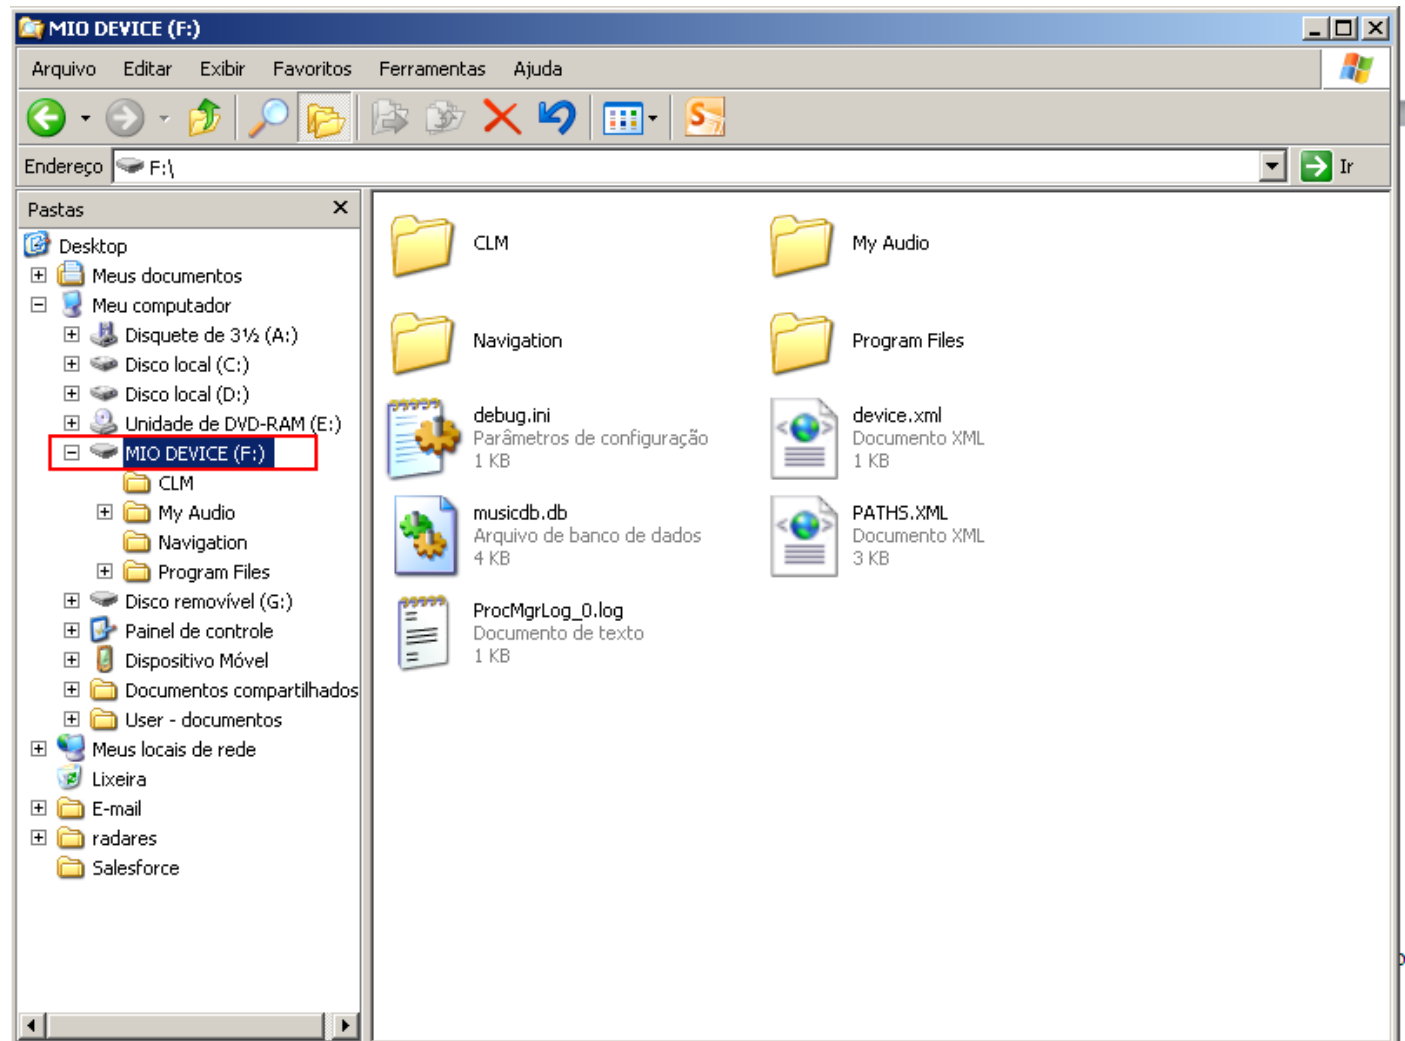 MIO DEVICE (F:)
Arquivo Editar Exibir Favoritos Ferramentas Ajuda
S
Endereço F:\ Ir
Pastas
Desktop
Meus documentos
Meu computador
Disquete de 3½ (A:)
Disco local (C:)
Disco local (D:)
Unidade de DVD-RAM (E:)
MIO DEVICE (F:)
CLM
My Audio
Navigation
Program Files
Disco removível (G:)
Painel de controle
Dispositivo Móvel
Documentos compartilhados
User - documentos
Meus locais de rede
Lixeira
E-mail
radares
Salesforce
CLM
My Audio
Navigation
Program Files
debug.ini
Parâmetros de configuração
1 KB
device.xml
Documento XML
1 KB
musicdb.db
Arquivo de banco de dados
4 KB
PATHS.XML
Documento XML
3 KB
ProcMgrLog_0.log
Documento de texto
1 KB